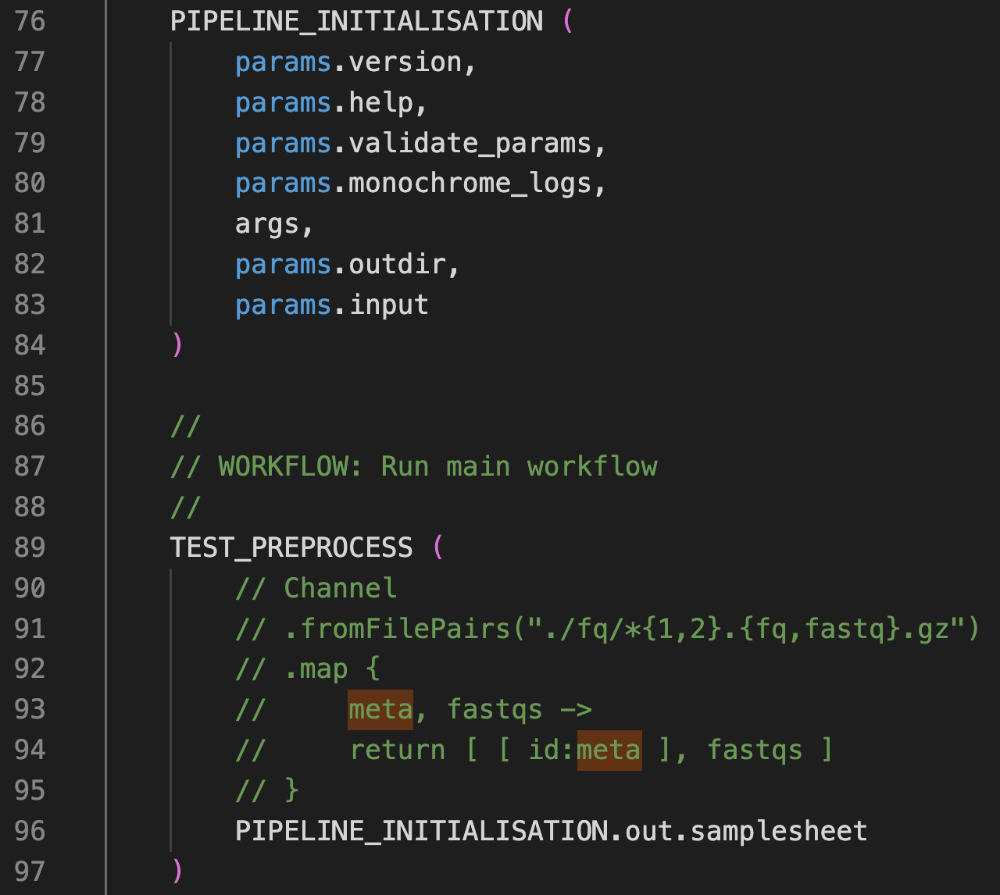 76 PIPELINE_INITIALISATION (
77 params.version,
78 params.help,
79 params.validate_params,
80 params.monochrome_logs,
81 args,
82 params.outdir,
83 params.input
84 )
85
86 //
87 // WORKFLOW: Run main workflow
88 //
89 TEST_PREPROCESS (
90 // Channel
91 // .fromFilePairs("./fq/*{1,2}.{fq,fastq}.gz")
92 // .map {
93 //     meta, fastqs ->
94 //     return [ [ id:meta ], fastqs ]
95 // }
96 PIPELINE_INITIALISATION.out.samplesheet
97 )